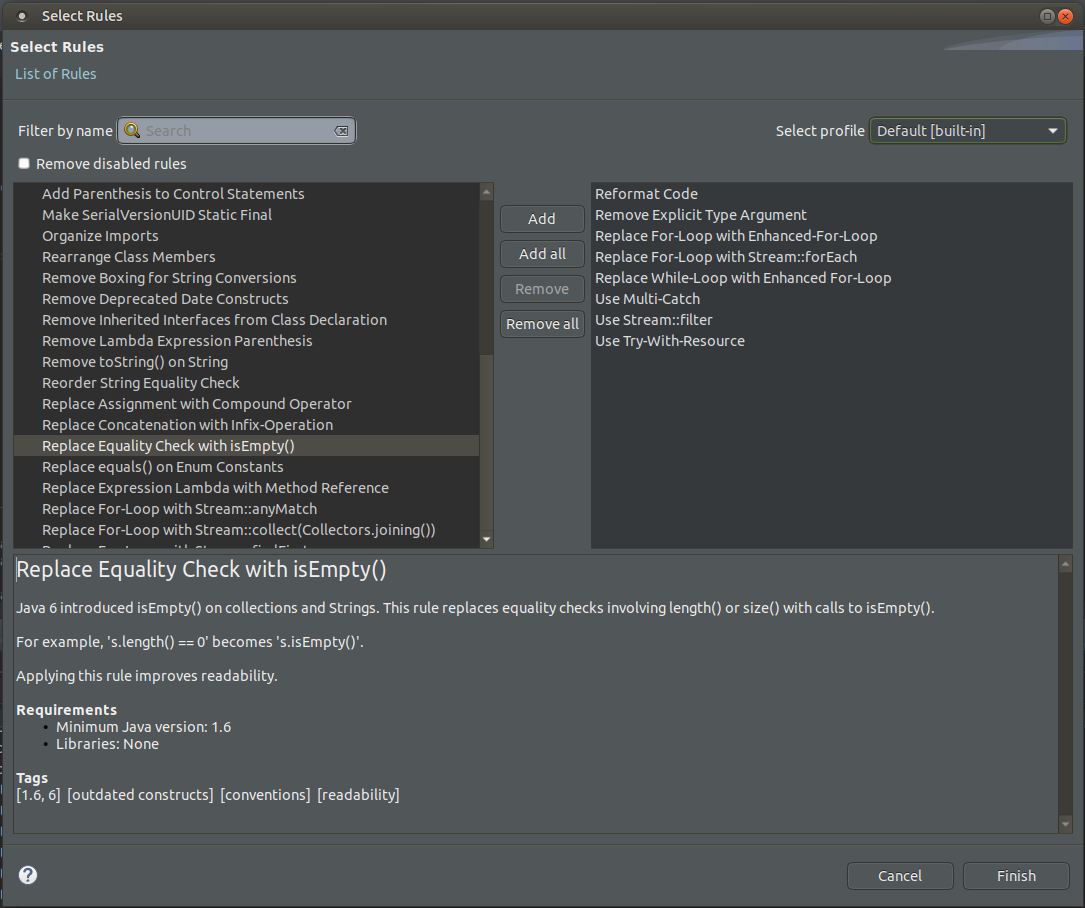 Select Rules
Select Rules
List of Rules
Filter by name
Search
Select profile
Default [built-in]
Remove disabled rules
Add Parenthesis to Control Statements
Make SerialVersionUID Static Final
Organize Imports
Rearrange Class Members
Remove Boxing for String Conversions
Remove Deprecated Date Constructs
Remove Inherited Interfaces from Class Declaration
Remove Lambda Expression Parenthesis
Remove toString() on String
Reorder String Equality Check
Replace Assignment with Compound Operator
Replace Concatenation with Infix-Operation
Replace Equality Check with isEmpty()
Replace equals() on Enum Constants
Replace Expression Lambda with Method Reference
Replace For-Loop with Stream::anyMatch
Replace For-Loop with Stream::collect(Collectors.joining())
Add
Add all
Remove
Remove all
Reformat Code
Remove Explicit Type Argument
Replace For-Loop with Enhanced-For-Loop
Replace For-Loop with Stream::forEach
Replace While-Loop with Enhanced For-Loop
Use Multi-Catch
Use Stream::filter
Use Try-With-Resource
Replace Equality Check with isEmpty()
Java 6 introduced isEmpty() on collections and Strings. This rule replaces equality checks involving length() or size() with calls to isEmpty().
For example, 's.length() == 0' becomes 's.isEmpty()'.
Applying this rule improves readability.
Requirements
• Minimum Java version: 1.6
• Libraries: None
Tags
[1.6, 6] [outdated constructs] [conventions] [readability]
?
Cancel
Finish